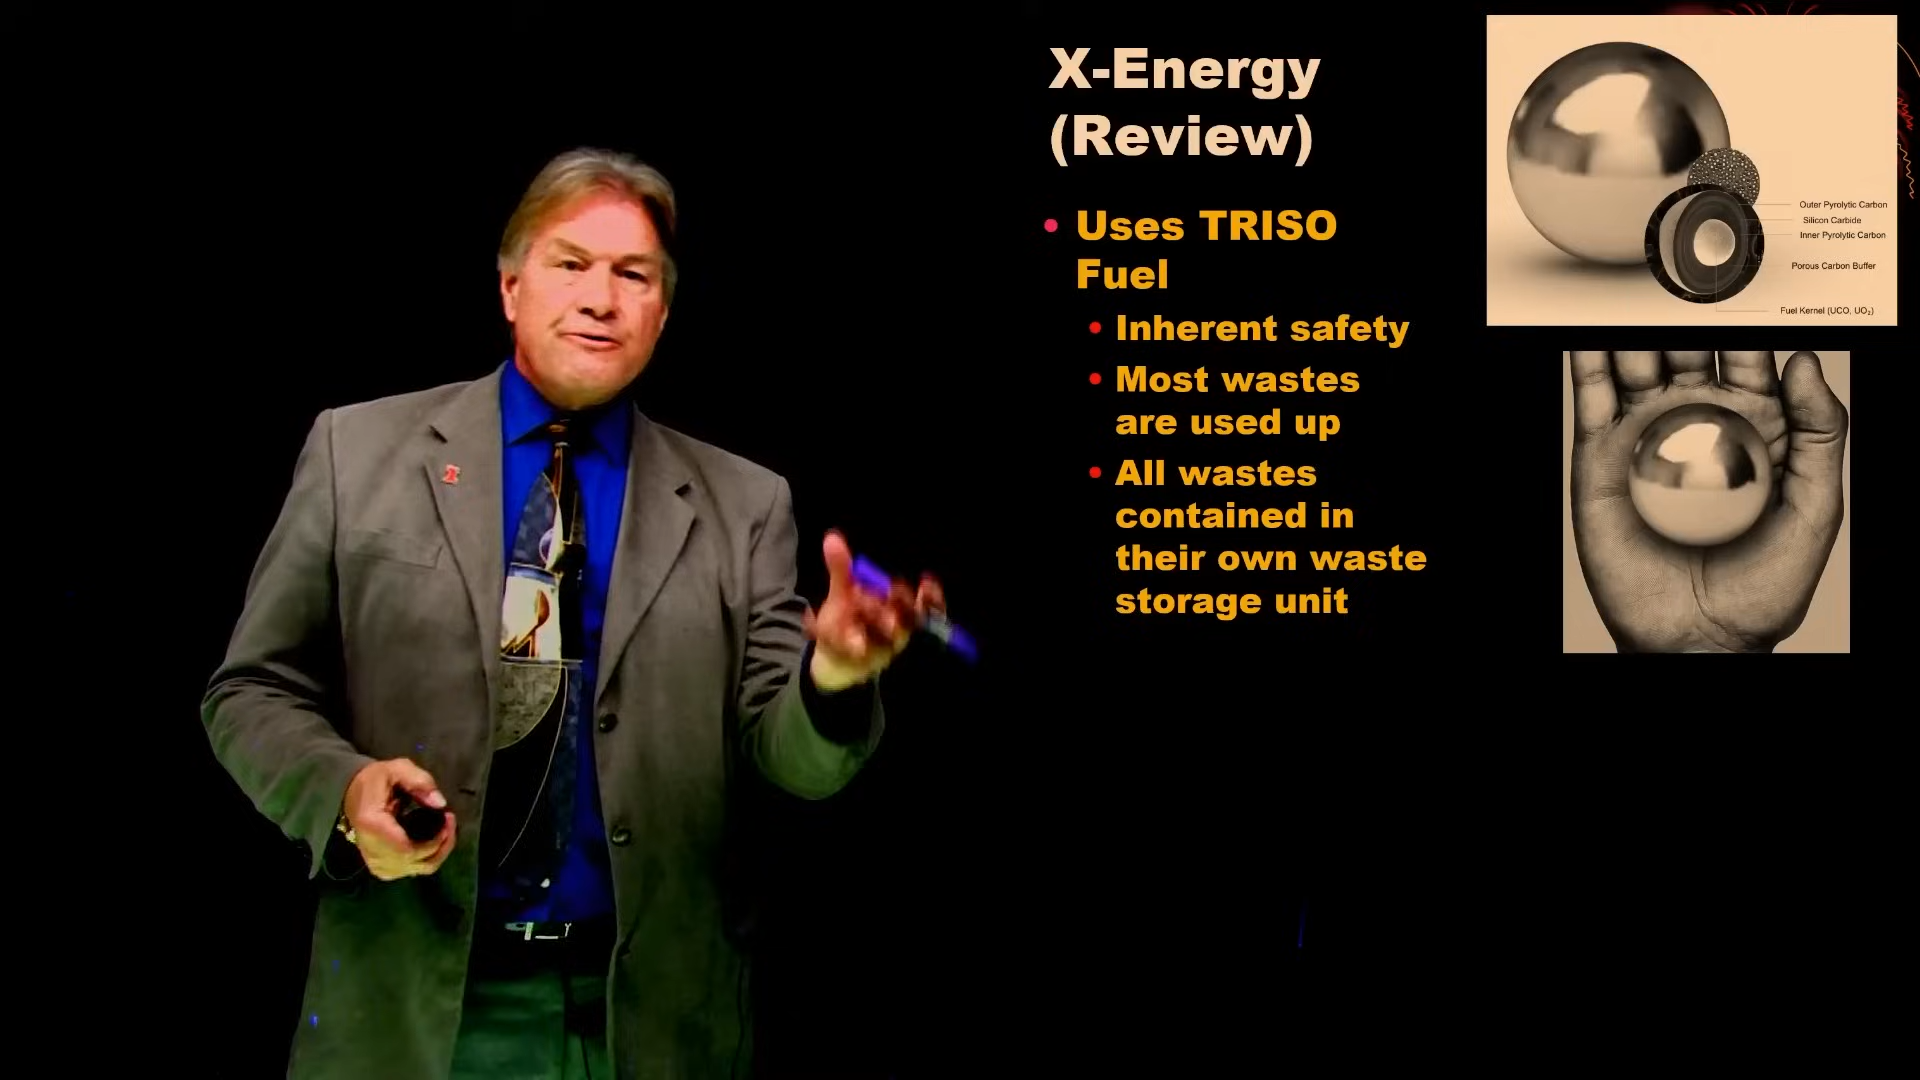 X-Energy
(Review)
• Uses TRISO
Fuel
• Inherent safety
• Most wastes
are used up
• All wastes
contained in
their own waste
storage unit
Outer Pyrolytic Carbon
Silicon Carbide
Inner Pyrolytic Carbon
Porous Carbon Buffer
Fuel Kernel (UCO, UO₂)